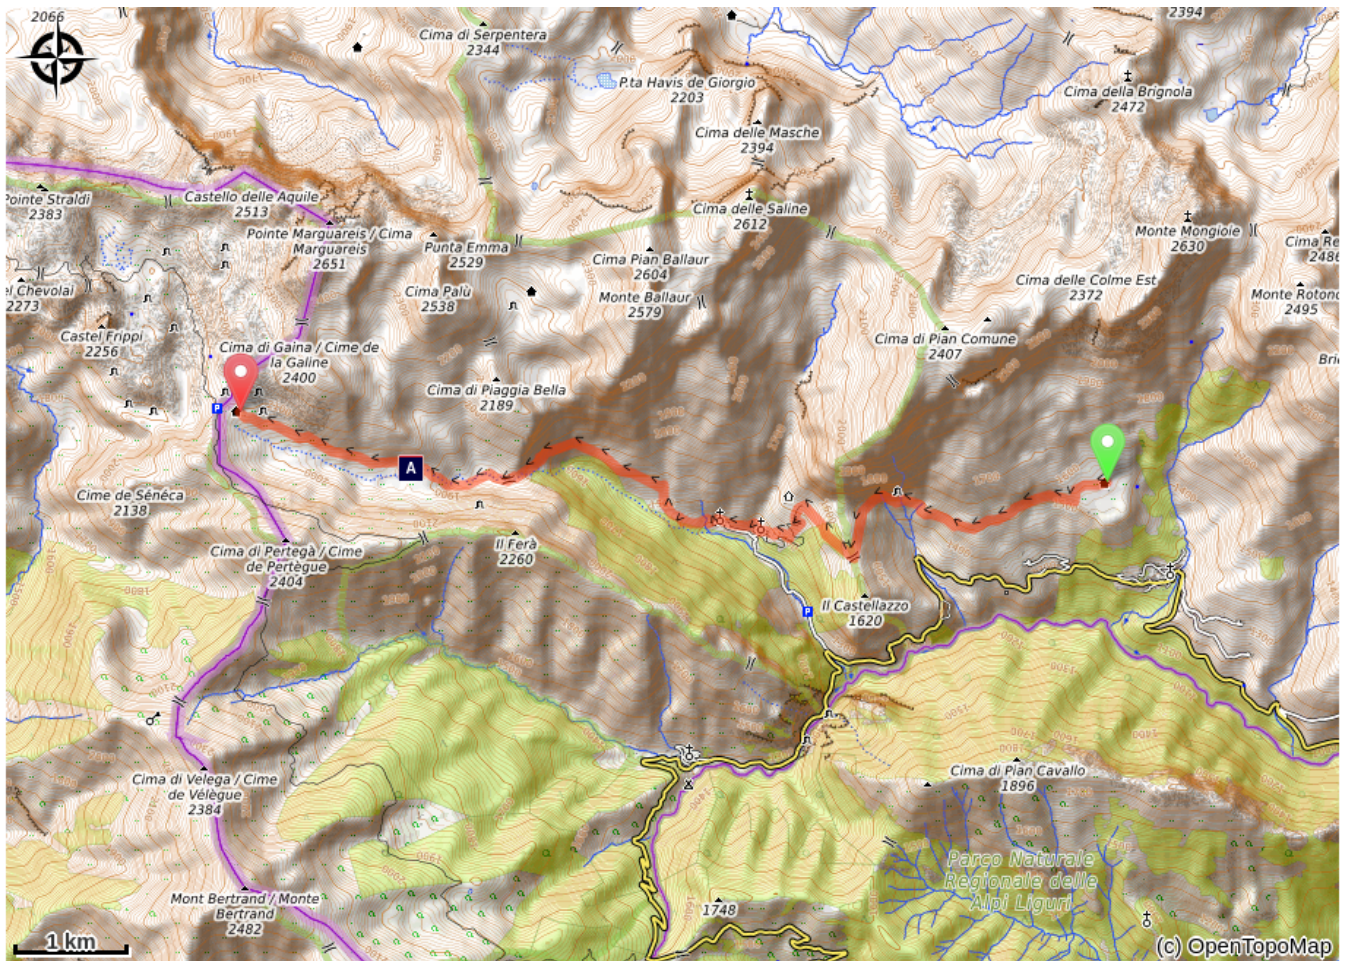 2066
Cima di Serpentera
2344
2394
P.ta Havis de Giorgio
2203
Cima della Brignola
2472
Cima delle Masche
2394
Pointe Straldi
2383
Castello delle Aquile
2513
Cima delle Saline
2612
Pointe Marguareis / Cima
Marguareis
2651
Punta Emma
2529
Monte Mongioie
2630
Cima Re
2486
Cima Pian Ballaur
2604
el Chevolai
2273
Cima Palù
2538
Monte Ballaur
2579
Cima delle Colme Est
2372
Monte Rotond
2495
Castel Frippi
2256
Cima di Pian Comune
2407
Cima di Gaina / Cime de
la Galine
2400
Bri
Cima di Piaggia Bella
2189
P
A
Cime de Sénéca
2138
Cima di Pertegà / Cime
de Pertègue
2404
Il Ferà
2260
P
Il Castellazzo
1620
Cima di Velega / Cime
de Vélègue
2384
Cima di Pian Cavallo
1896
Parco Naturale
Regionale delle
Alpi Liguri
Mont Bertrand / Monte
Bertrand
2482
1748
1 km
(c) OpenTopoMap